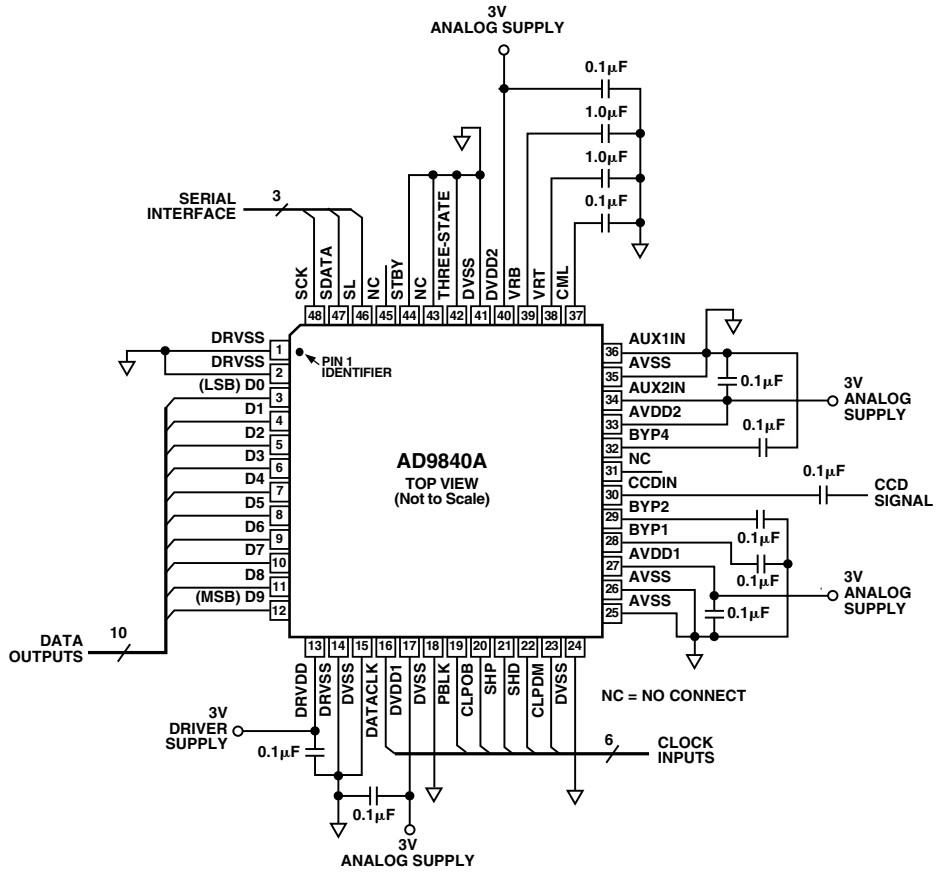 3V
ANALOG SUPPLY
0.1µF
1.0µF
1.0µF
0.1µF
SERIAL
INTERFACE
3
SCK
SDATA
SL
NC
STBY
NC
THREE-STATE
DVSS
DVDD2
VRB
VRT
CML
48
47
46
45
44
43
42
41
40
39
38
37
DRVSS
1
DRVSS
2
(LSB) D0
3
D1
4
D2
5
D3
6
D4
7
D5
8
D6
9
D7
10
D8
11
(MSB) D9
12
PIN 1
IDENTIFIER
AD9840A
TOP VIEW
(Not to Scale)
36
AUX1IN
35
AVSS
34
AUX2IN
33
AVDD2
32
BYP4
31
NC
30
CCDIN
29
BYP2
28
BYP1
27
AVDD1
26
AVSS
25
AVSS
0.1µF
3V
ANALOG
SUPPLY
0.1µF
0.1µF
CCD
SIGNAL
0.1µF
0.1µF
3V
ANALOG
SUPPLY
0.1µF
DATA
OUTPUTS
10
13
14
15
16
17
18
19
20
21
22
23
24
DRVDD
DRVSS
DVSS
DATACLK
DVDD1
DVSS
PBLK
CLPOB
SHP
SHD
CLPDM
DVSS
NC = NO CONNECT
3V
DRIVER
SUPPLY
0.1µF
6
CLOCK
INPUTS
0.1µF
3V
ANALOG SUPPLY